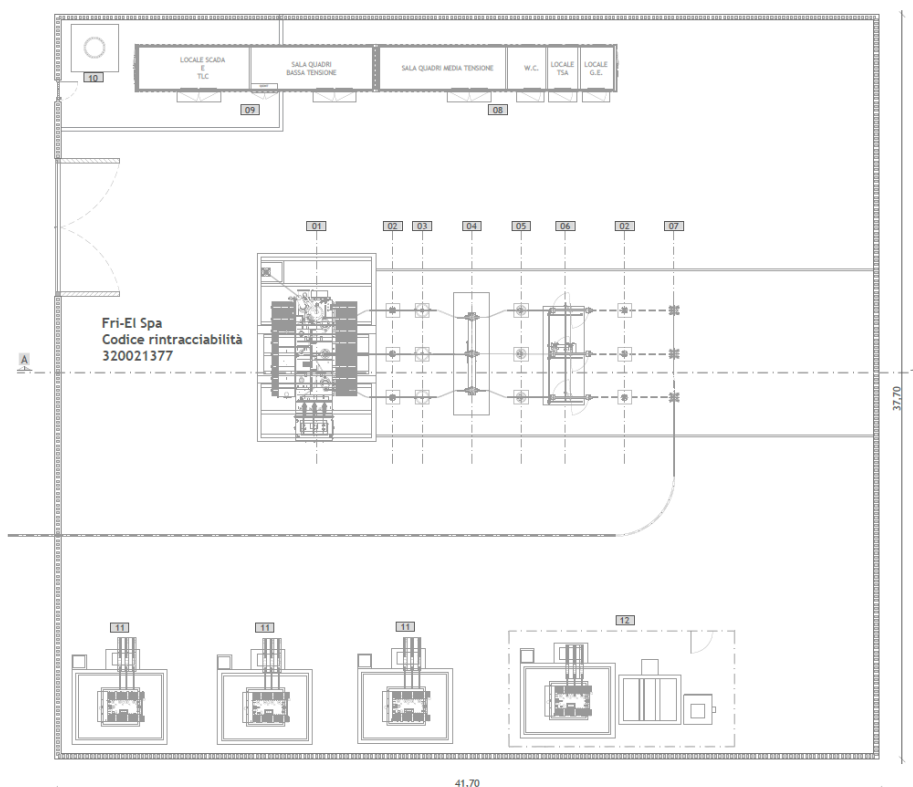 LOCALE SCADA
E
TLC
SALA QUADRI
BASSA TENSIONE
SALA QUADRI MEDIA TENSIONE
W.C.
LOCALE
TSA
LOCALE
G.E.
10
09
08
01
02
03
04
05
06
02
07
Fri-El Spa
Codice rintracciabilità
320021377
A
37,70
11
11
11
12
41.70